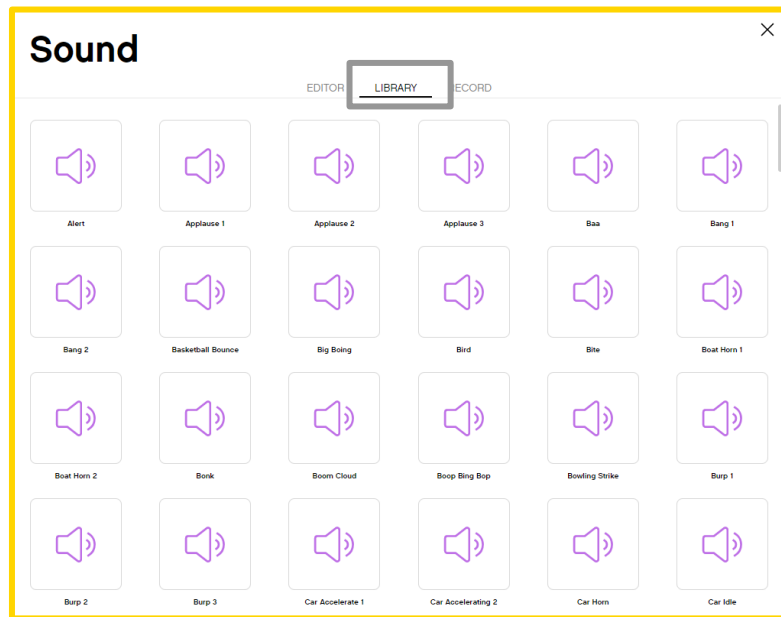 Sound
EDITOR LIBRARY RECORD
Alert Applause 1 Applause 2 Applause 3 Baa Bang 1
Bang 2 Basketball Bounce Big Boing Bird Bite Boat Horn 1
Boat Horn 2 Bonk Boom Cloud Boop Bing Bop Bowling Strike Burp 1
Burp 2 Burp 3 Car Accelerate 1 Car Accelerating 2 Car Horn Car Idle